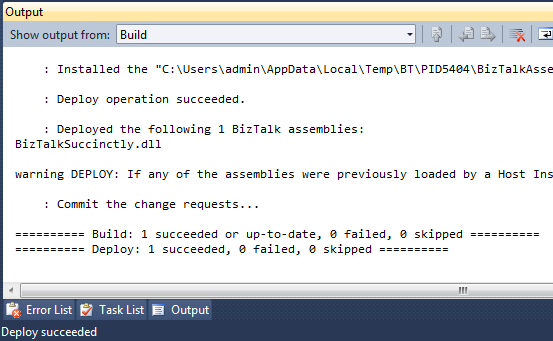 Output
Show output from: Build
: Installed the "C:\Users\admin\AppData\Local\Temp\BT\PID5404\BizTalkAsse
: Deploy operation succeeded.
: Deployed the following 1 BizTalk assemblies:
BizTalkSuccinctly.dll
warning DEPLOY: If any of the assemblies were previously loaded by a Host Ins
: Commit the change requests...
========== Build: 1 succeeded or up-to-date, 0 failed, 0 skipped ==========
========== Deploy: 1 succeeded, 0 failed, 0 skipped ==========
Error List Task List Output
Deploy succeeded